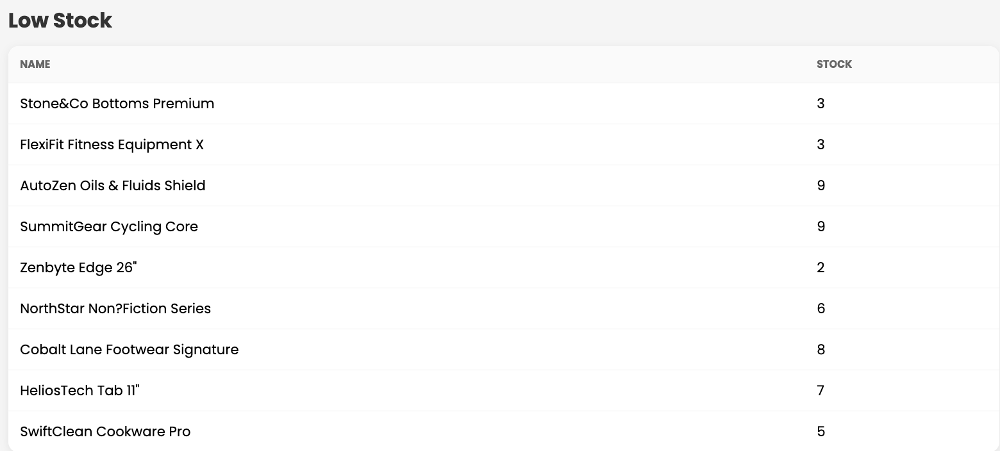 Low Stock
NAME STOCK
Stone&Co Bottoms Premium 3
FlexiFit Fitness Equipment X 3
AutoZen Oils & Fluids Shield 9
SummitGear Cycling Core 9
Zenbyte Edge 26" 2
NorthStar Non?Fiction Series 6
Cobalt Lane Footwear Signature 8
HeliosTech Tab 11" 7
SwiftClean Cookware Pro 5